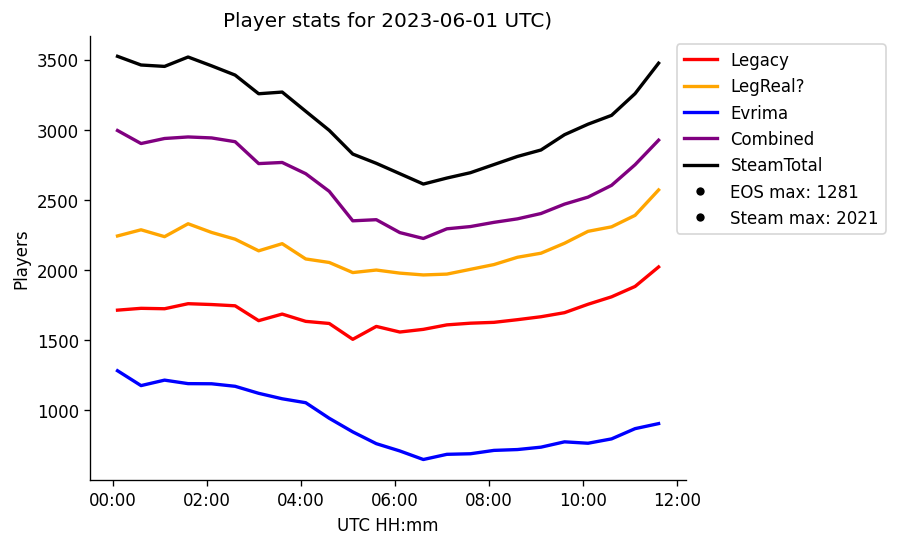 Player stats for 2023-06-01 UTC)
3500
3000
2500
2000
1500
1000
Players
00:00 02:00 04:00 06:00 08:00 10:00 12:00
UTC HH:mm
Legacy
LegReal?
Evrima
Combined
SteamTotal
EOS max: 1281
Steam max: 2021